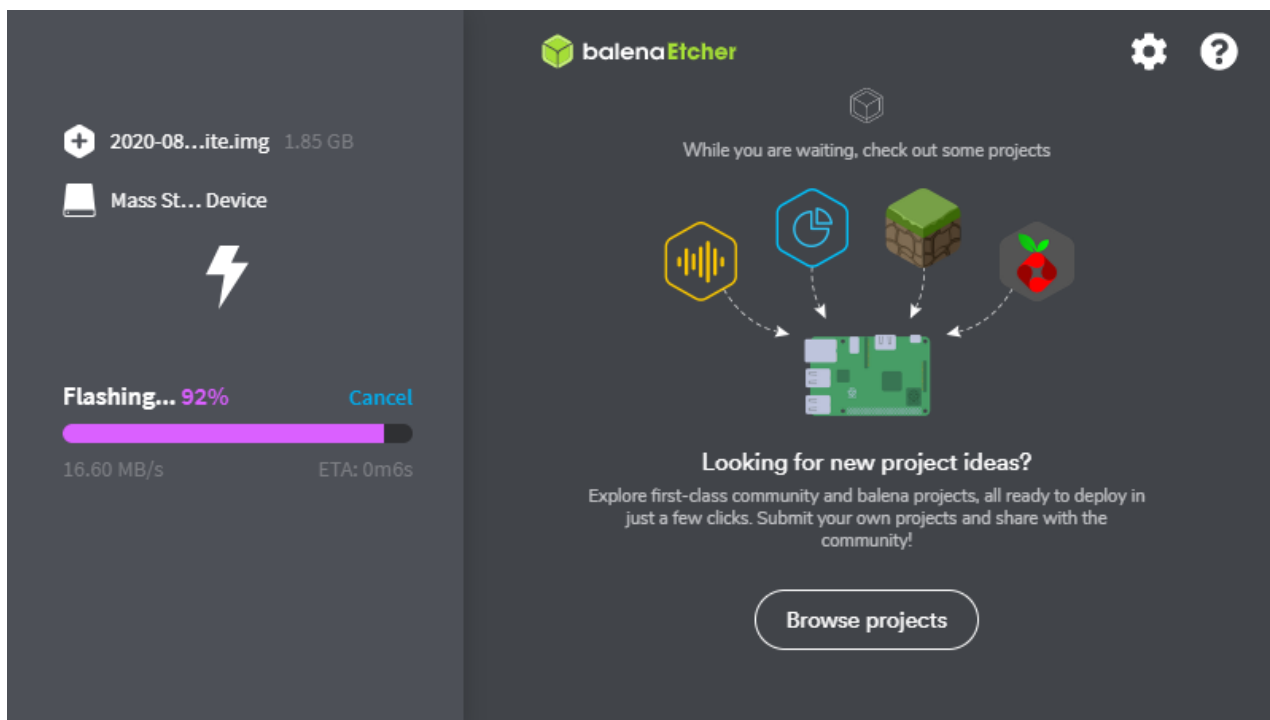 balenaEtcher
2020-08...ite.img 1.85 GB
Mass St... Device
Flashing... 92% Cancel
16.60 MB/s ETA: 0m6s
While you are waiting, check out some projects
Looking for new project ideas?
Explore first-class community and balena projects, all ready to deploy in
just a few clicks. Submit your own projects and share with the
community!
Browse projects